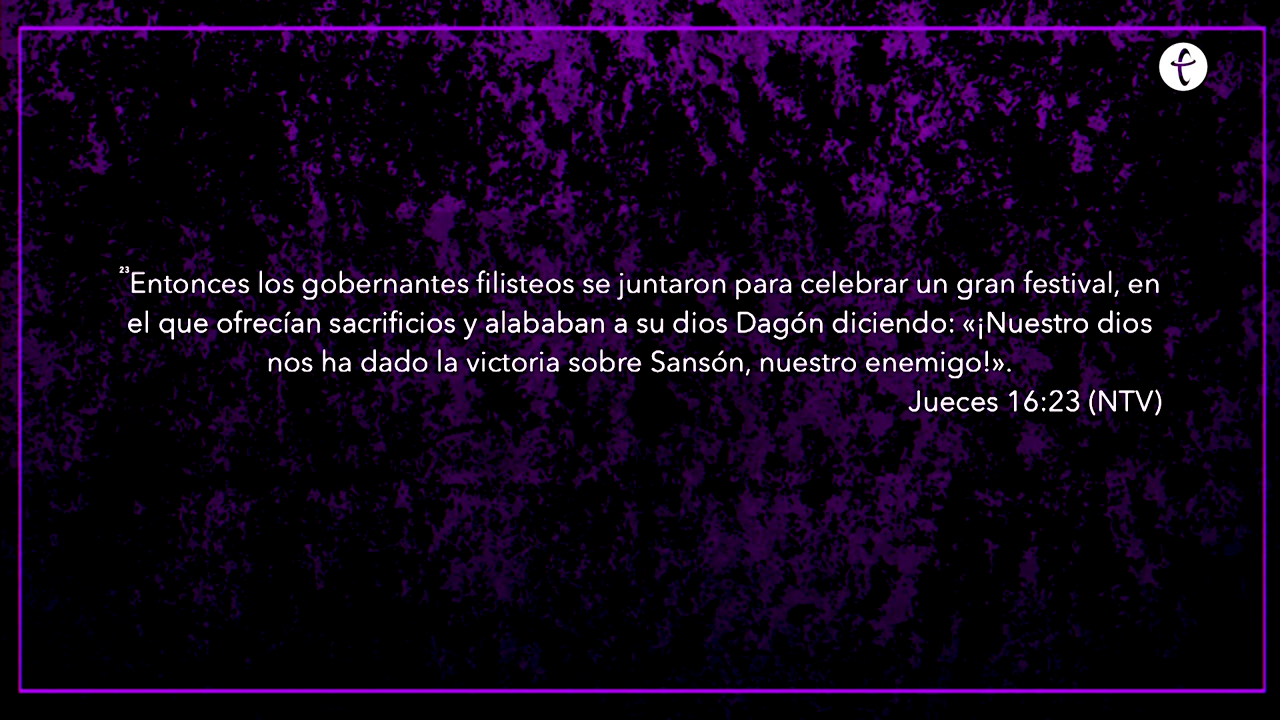 ²³Entonces los gobernantes filisteos se juntaron para celebrar un gran festival, en
el que ofrecían sacrificios y alababan a su dios Dagón diciendo: «¡Nuestro dios
nos ha dado la victoria sobre Sansón, nuestro enemigo!».
Jueces 16:23 (NTV)